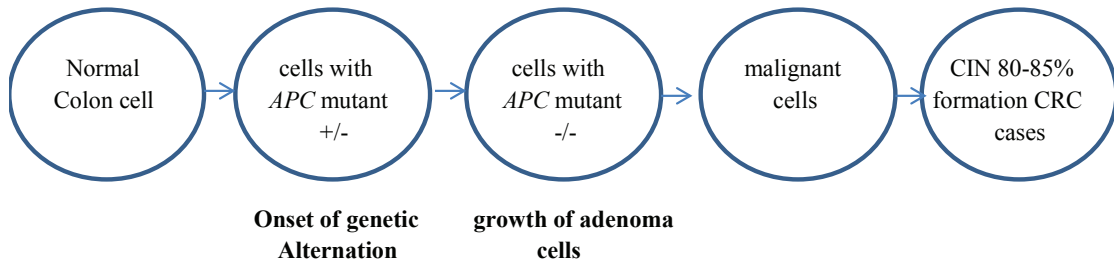 Normal
Colon cell
cells with
APC mutant
+/-
cells with
APC mutant
-/-
malignant
cells
CIN 80-85%
formation CRC
cases
Onset of genetic
Alternation
growth of adenoma
cells